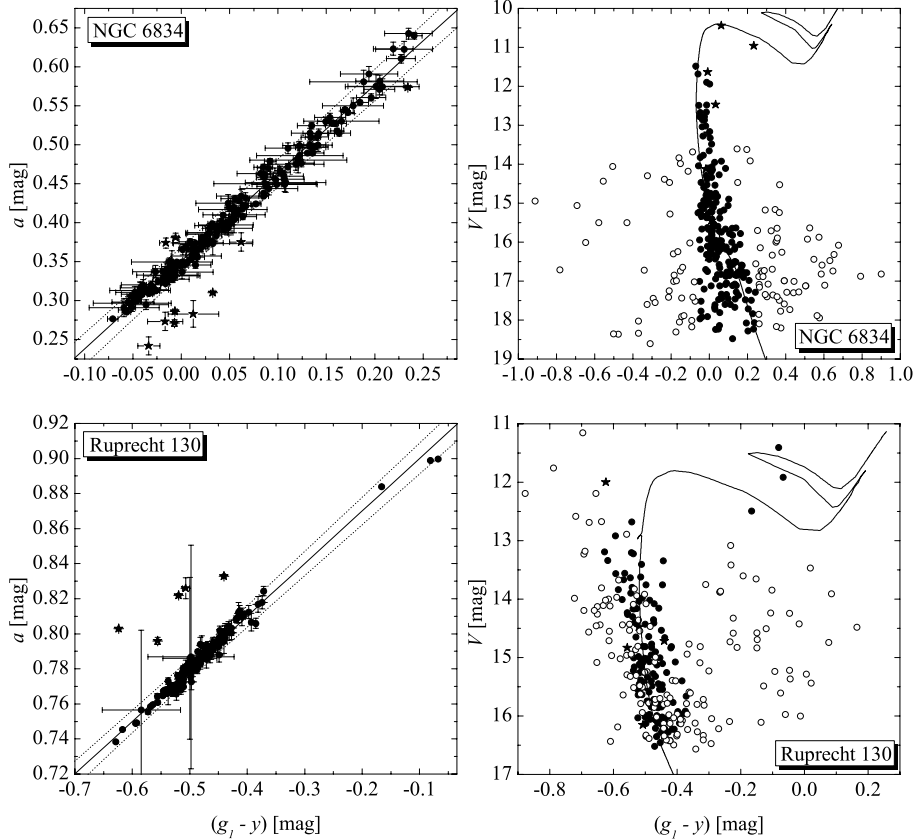 NGC 6834
a [mag]
0.65
0.60
0.55
0.50
0.45
0.40
0.35
0.30
0.25
-0.10 -0.05 0.00 0.05 0.10 0.15 0.20 0.25
V [mag]
10
11
12
13
14
15
16
17
18
19
NGC 6834
-1.0 -0.8 -0.6 -0.4 -0.2 0.0 0.2 0.4 0.6 0.8 1.0
Ruprecht 130
a [mag]
0.92
0.90
0.88
0.86
0.84
0.82
0.80
0.78
0.76
0.74
0.72
-0.7 -0.6 -0.5 -0.4 -0.3 -0.2 -0.1
(g1 - y) [mag]
V [mag]
11
12
13
14
15
16
17
Ruprecht 130
-0.8 -0.6 -0.4 -0.2 0.0 0.2
(g1 - y) [mag]